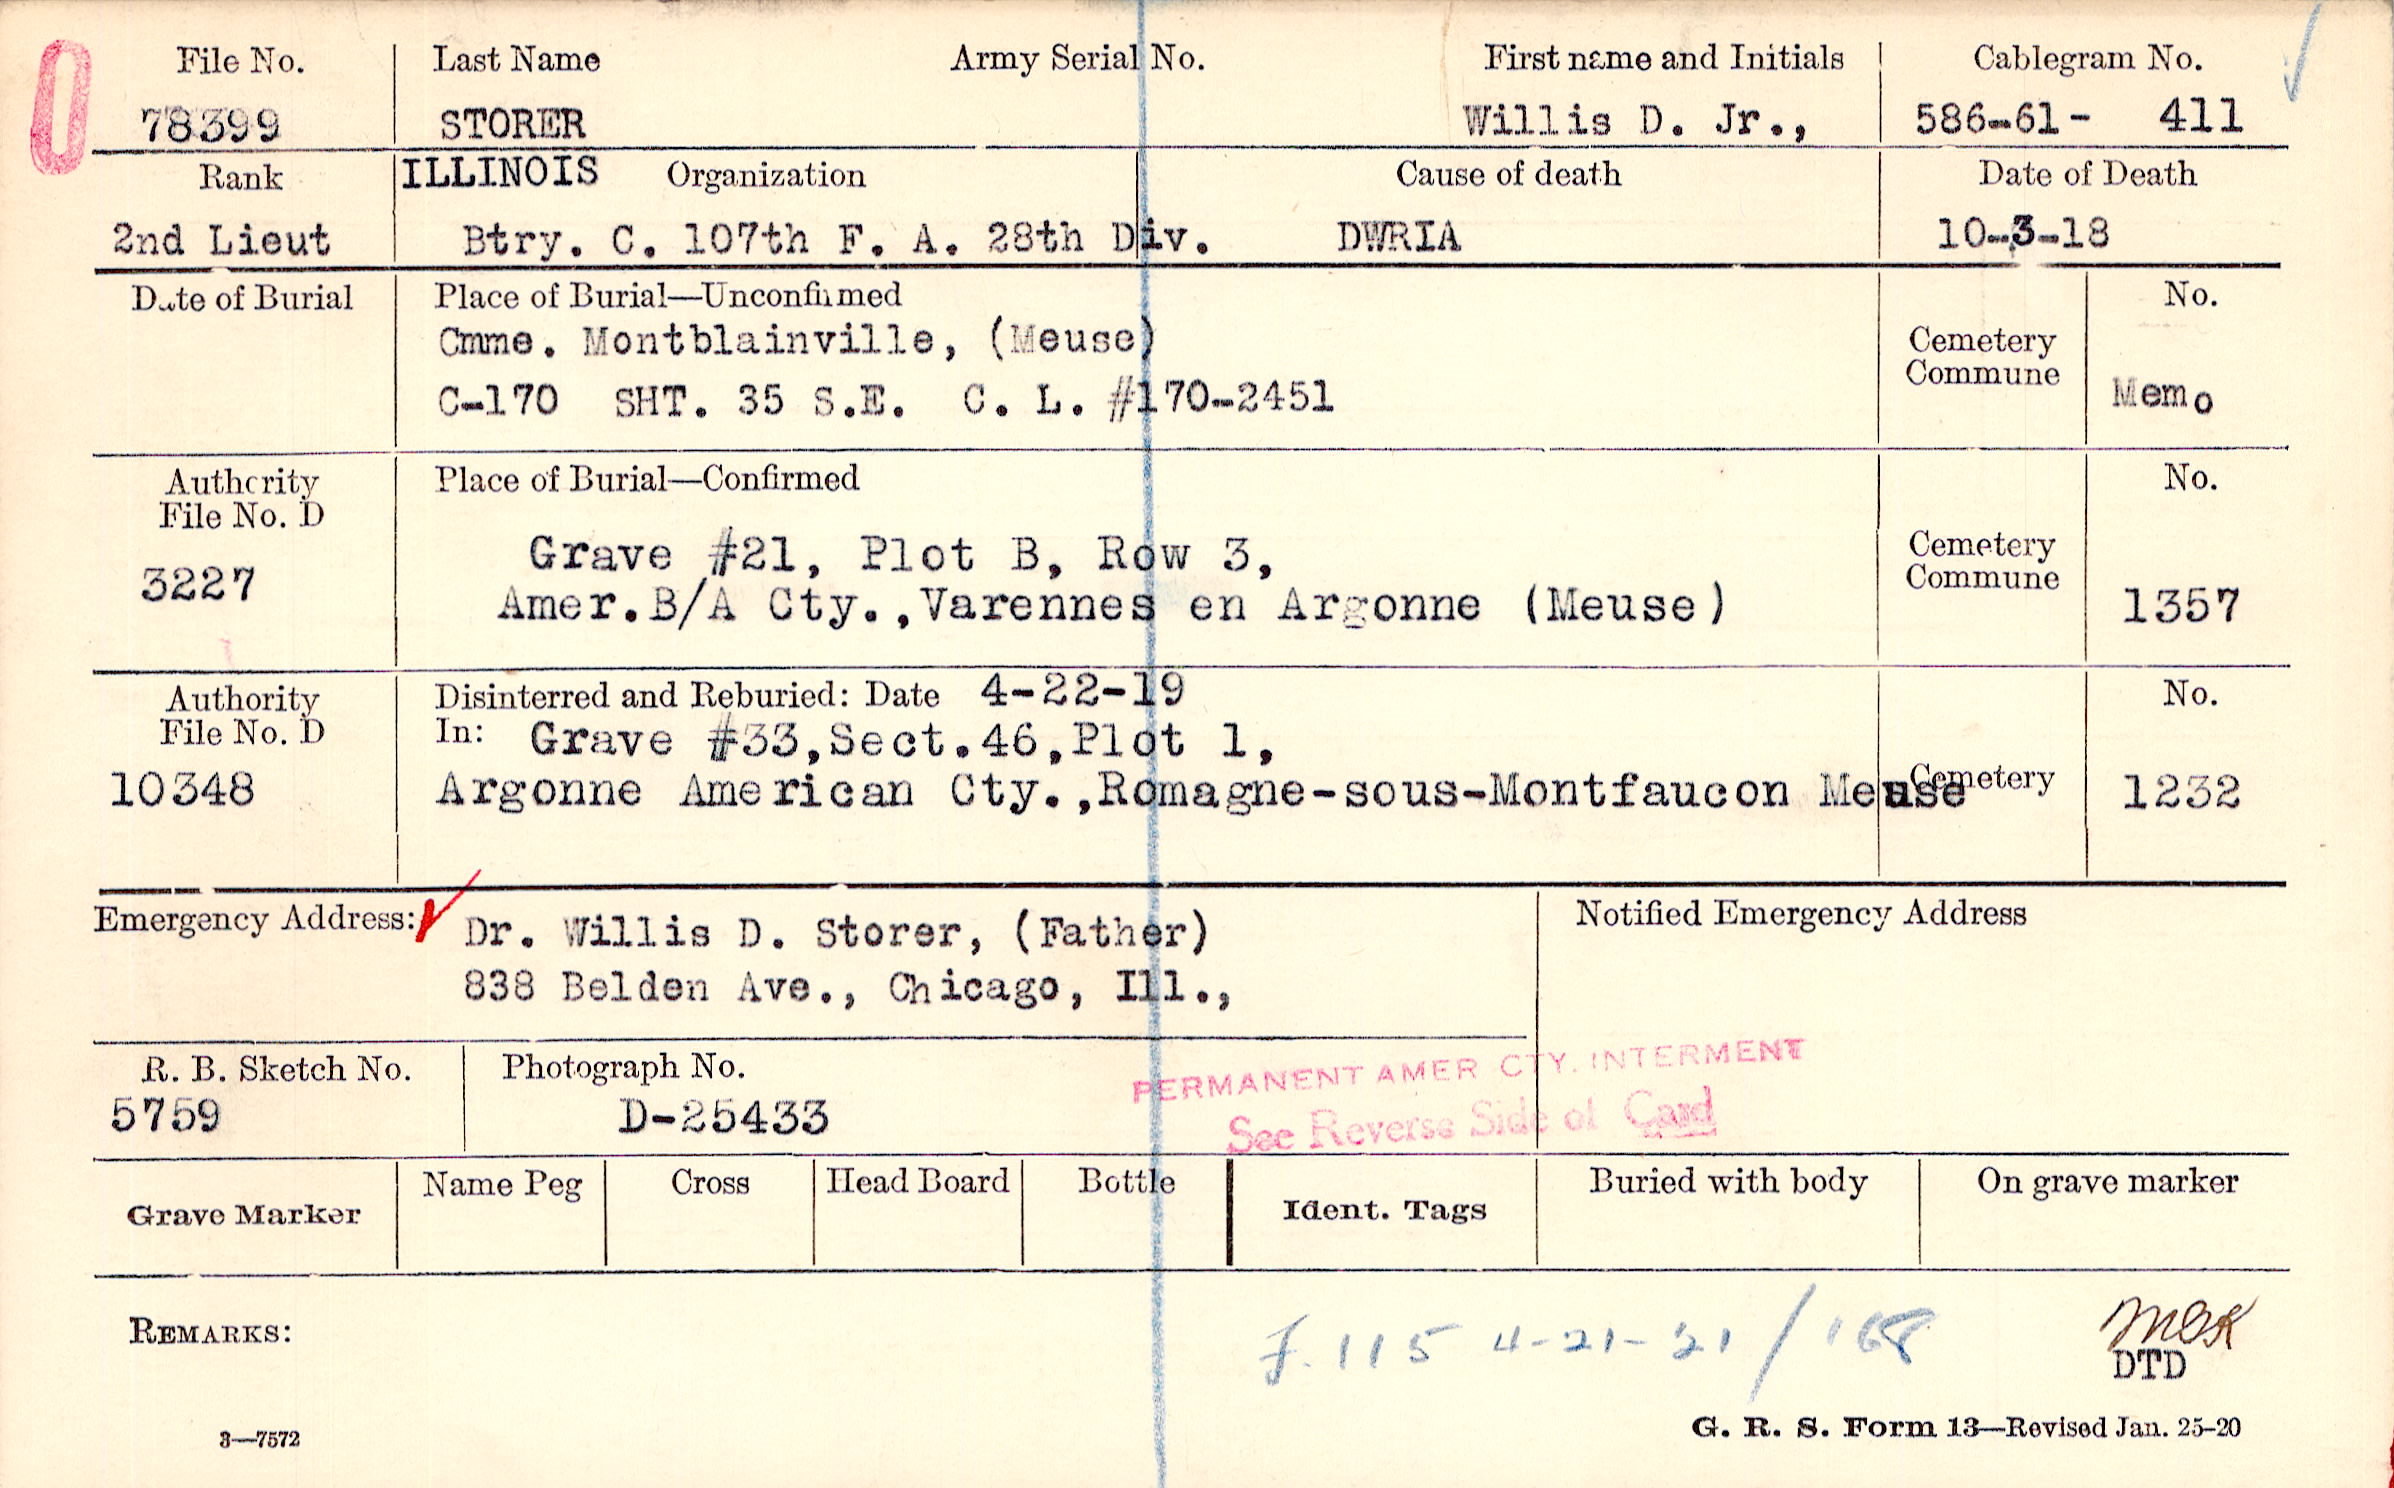 File No. Last Name Army Serial No. First name and Initials Cablegram No.
78399 STORER Willis D. Jr., 586-61- 411
Rank ILLINOIS Organization Cause of death Date of Death
2nd Lieut Btry. C. 107th F. A. 28th Div. DWRIA 10-3-18
Date of Burial Place of Burial—Unconfirmed No.
Cmme. Montblainville, (Meuse) Cemetery
Commune
C-170 SHT. 35 S.E. C. L. #170-2451 Memo
Authority Place of Burial—Confirmed No.
File No. D
Grave #21, Plot B, Row 3, Cemetery
3227 Commune
Amer.B/A Cty.,Varennes en Argonne (Meuse) 1357
Authority Disinterred and Reburied: Date 4-22-19 No.
File No. D In: Grave #33,Sect.46,Plot 1,
10348 Argonne American Cty.,Romagne-sous-Montfaucon Meuse Cemetery 1232
Emergency Address: Dr. Willis D. Storer, (Father) Notified Emergency Address
838 Belden Ave., Chicago, Ill.,
R. B. Sketch No. Photograph No. PERMANENT AMER CTY. INTERMENT
5759 D-25433 See Reverse Side of Card
Grave Marker Name Peg Cross Head Board Bottle Ident. Tags Buried with body On grave marker
REMARKS: 115 4-21-21 / 168
DTD
3—7572 G. R. S. Form 13—Revised Jan. 25-20